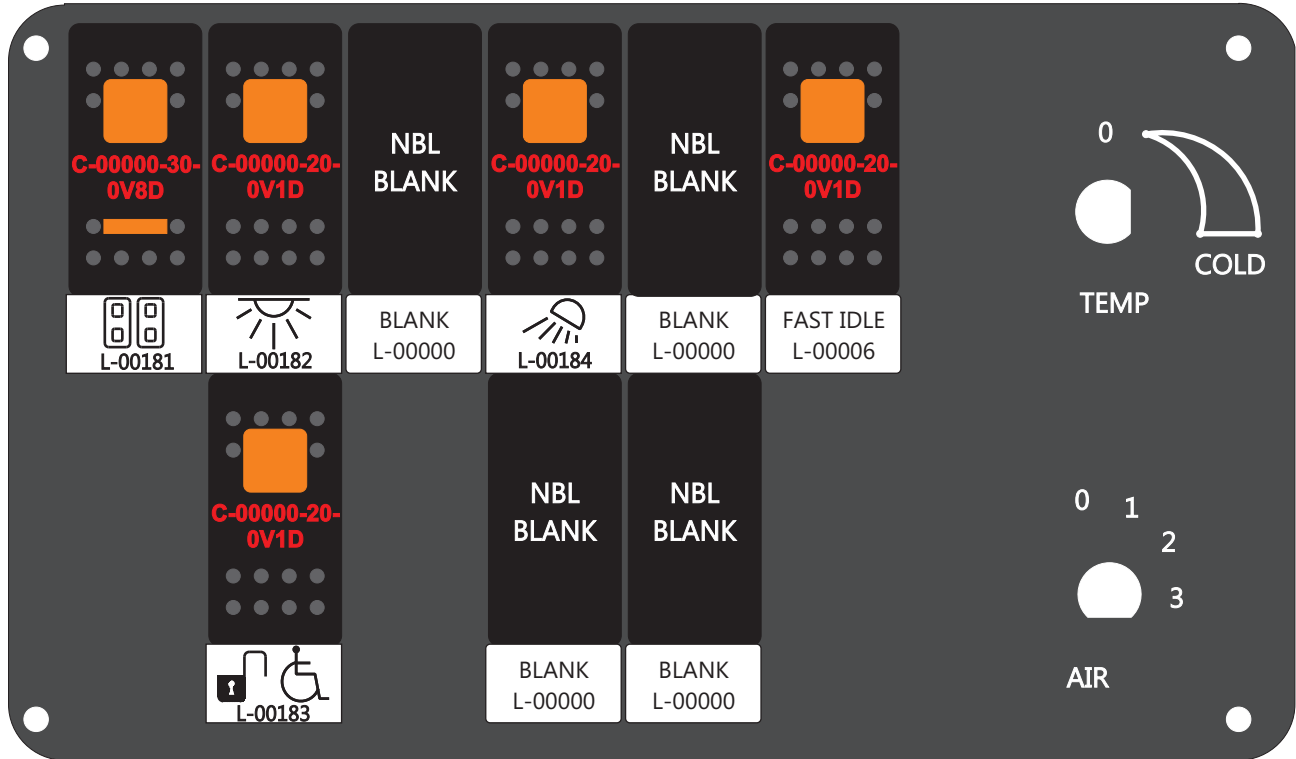 C-00000-30-
0V8D
L-00181
C-00000-20-
0V1D
L-00182
NBL
BLANK
BLANK
L-00000
C-00000-20-
0V1D
L-00184
NBL
BLANK
BLANK
L-00000
C-00000-20-
0V1D
FAST IDLE
L-00006
0
COLD
TEMP
C-00000-20-
0V1D
L-00183
NBL
BLANK
BLANK
L-00000
NBL
BLANK
BLANK
L-00000
0
1
2
3
AIR